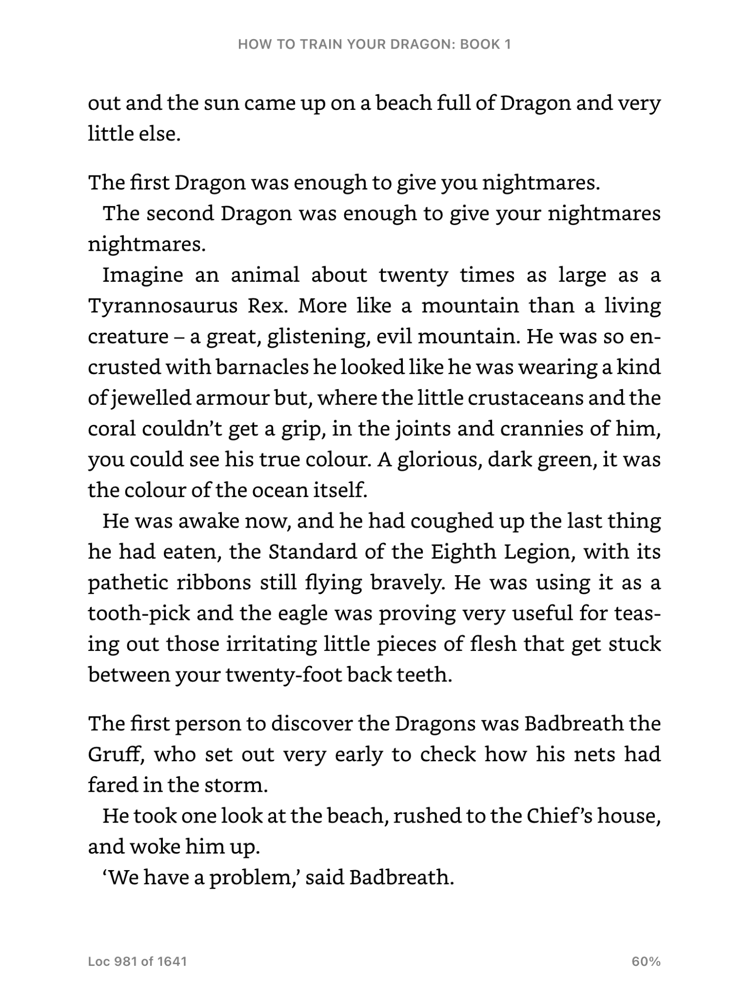 HOW TO TRAIN YOUR DRAGON: BOOK 1
out and the sun came up on a beach full of Dragon and very
little else.
The first Dragon was enough to give you nightmares.
The second Dragon was enough to give your nightmares
nightmares.
Imagine an animal about twenty times as large as a
Tyrannosaurus Rex. More like a mountain than a living
creature – a great, glistening, evil mountain. He was so en-
crusted with barnacles he looked like he was wearing a kind
of jewelled armour but, where the little crustaceans and the
coral couldn’t get a grip, in the joints and crannies of him,
you could see his true colour. A glorious, dark green, it was
the colour of the ocean itself.
He was awake now, and he had coughed up the last thing
he had eaten, the Standard of the Eighth Legion, with its
pathetic ribbons still flying bravely. He was using it as a
tooth-pick and the eagle was proving very useful for teas-
ing out those irritating little pieces of flesh that get stuck
between your twenty-foot back teeth.
The first person to discover the Dragons was Badbreath the
Gruff, who set out very early to check how his nets had
fared in the storm.
He took one look at the beach, rushed to the Chief’s house,
and woke him up.
‘We have a problem,’ said Badbreath.
Loc 981 of 1641
60%